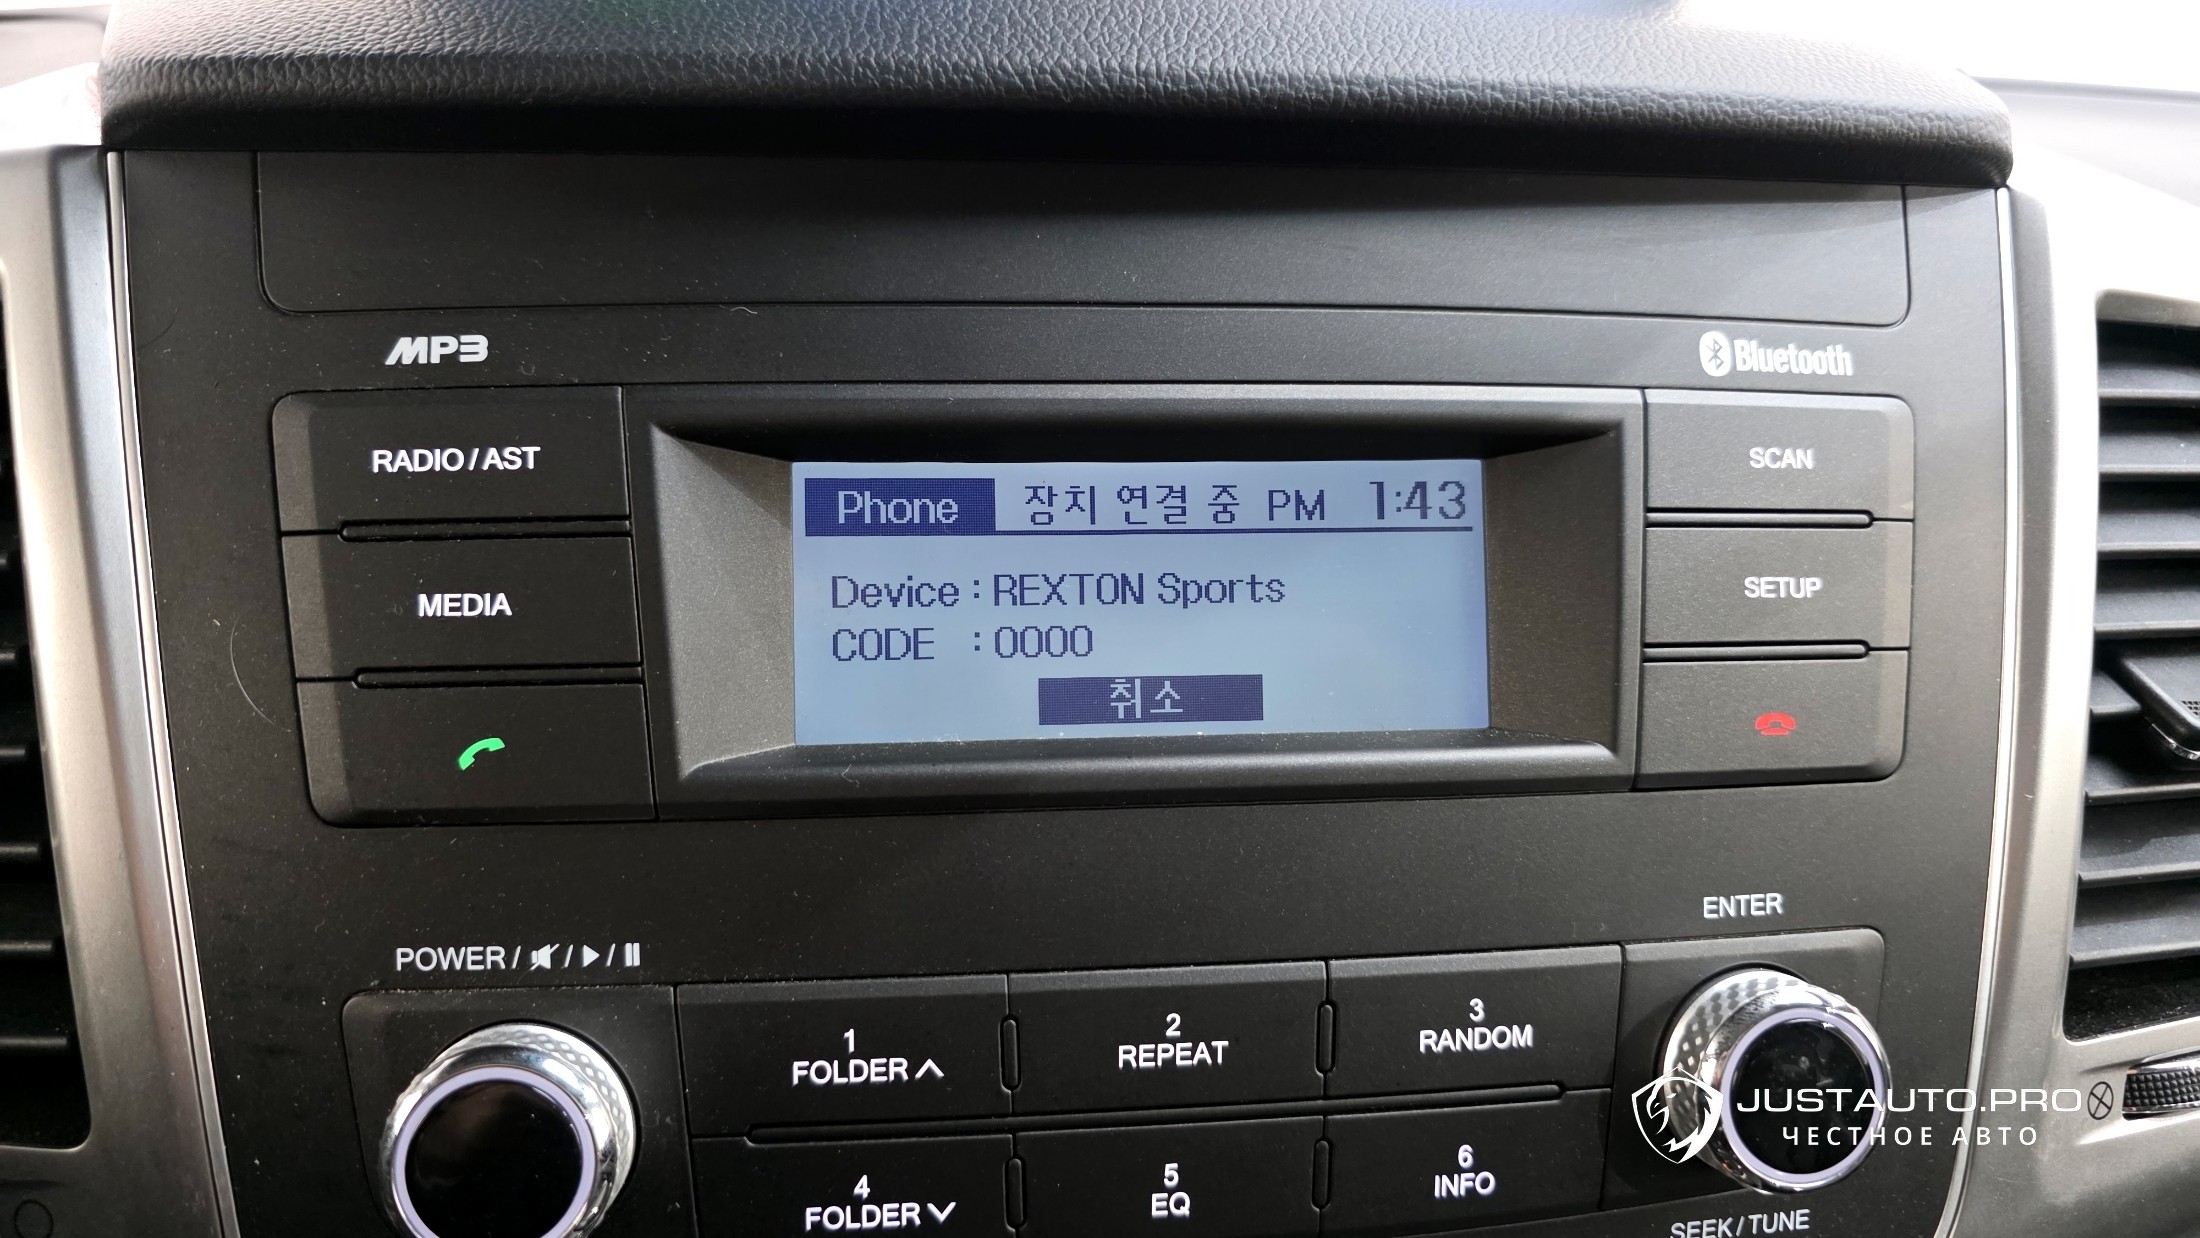 MP3
Bluetooth
RADIO/AST
MEDIA
Phone 장치 연결 중 PM 1:43
Device : REXTON Sports
CODE : 0000
취소
SCAN
SETUP
POWER/
ENTER
1
FOLDER
2
REPEAT
3
RANDOM
4
FOLDER
5
EQ
6
INFO
SEEK/TUNE
JUSTAUTO.PRO
ЧЕСТНОЕ АВТО